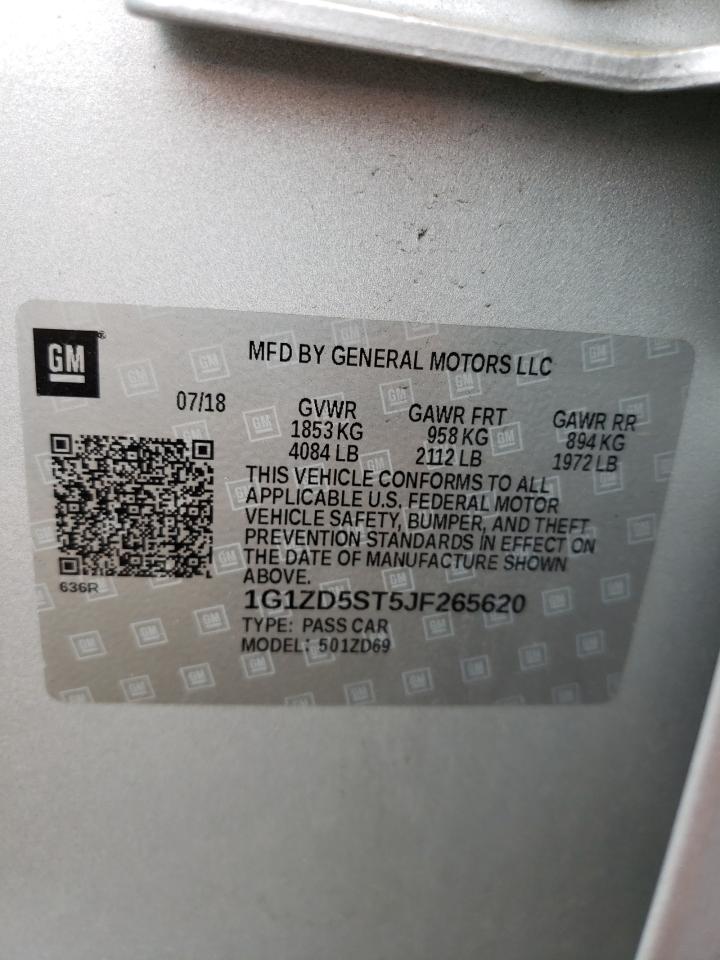 GM
MFD BY GENERAL MOTORS LLC
07/18
GVWR GAWR FRT GAWR RR
1853 KG 958 KG 894 KG
4084 LB 2112 LB 1972 LB
THIS VEHICLE CONFORMS TO ALL
APPLICABLE U.S. FEDERAL MOTOR
VEHICLE SAFETY, BUMPER, AND THEFT
PREVENTION STANDARDS IN EFFECT ON
THE DATE OF MANUFACTURE SHOWN
ABOVE.
636R
1G1ZD5ST5JF265620
TYPE: PASS CAR
MODEL: 501ZD69